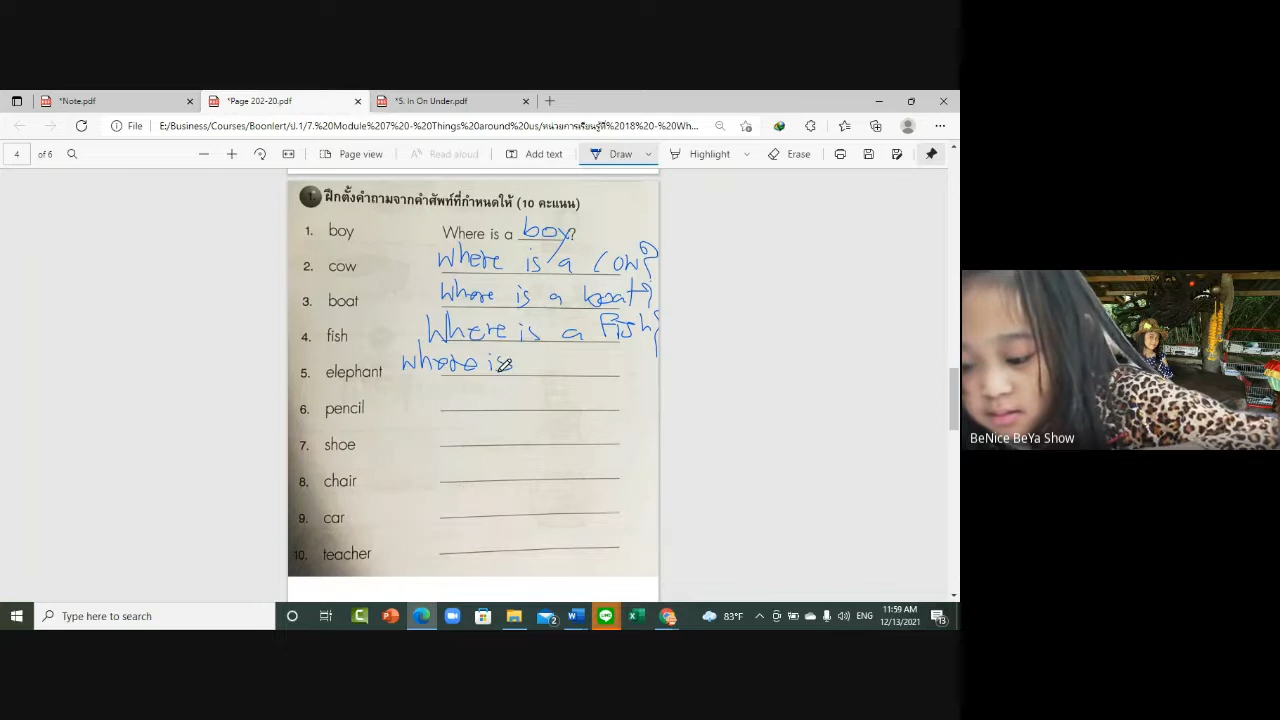 *Note.pdf *Page 202-20.pdf *5. In On Under.pdf
File E:/Business/Courses/Boonlert/ป.1/7.%20Module%207%20-%20Things%20around%20us/หน่วยการเรียนรู้ที่%2018%20-%20Wh...
4 of 6 Page view Read aloud Add text Draw Highlight Erase
1. ฝึกตั้งคำถามจากคำศัพท์ที่กำหนดให้ (10 คะแนน)
1. boy Where is a boy?
2. cow Where is a cow?
3. boat Where is a boat?
4. fish Where is a fish?
5. elephant where is
6. pencil
7. shoe
8. chair
9. car
10. teacher
BeNice BeYa Show
Type here to search 2 83°F ENG 11:59 AM
12/13/2021 13